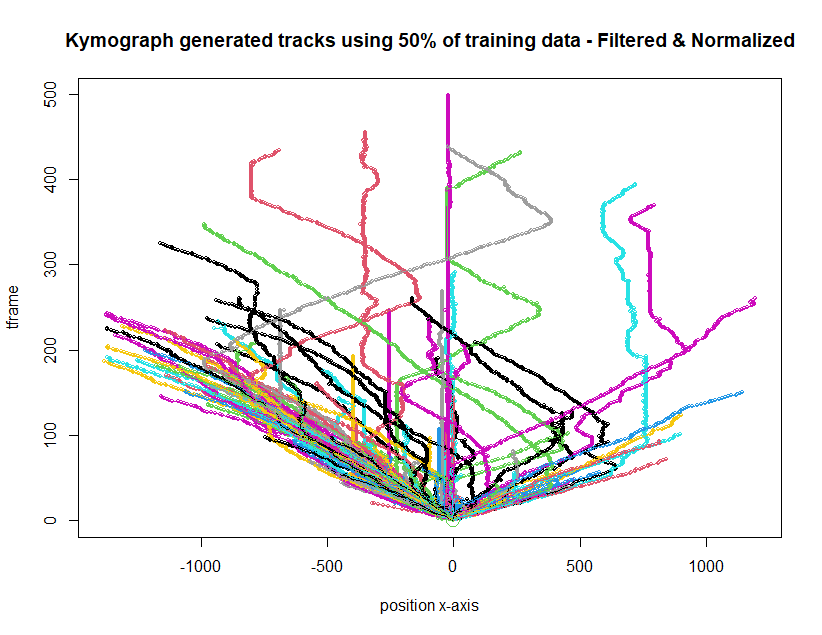 Kymograph generated tracks using 50% of training data - Filtered & Normalized
500
400
300
200
100
0
tframe
-1000 -500 0 500 1000
position x-axis